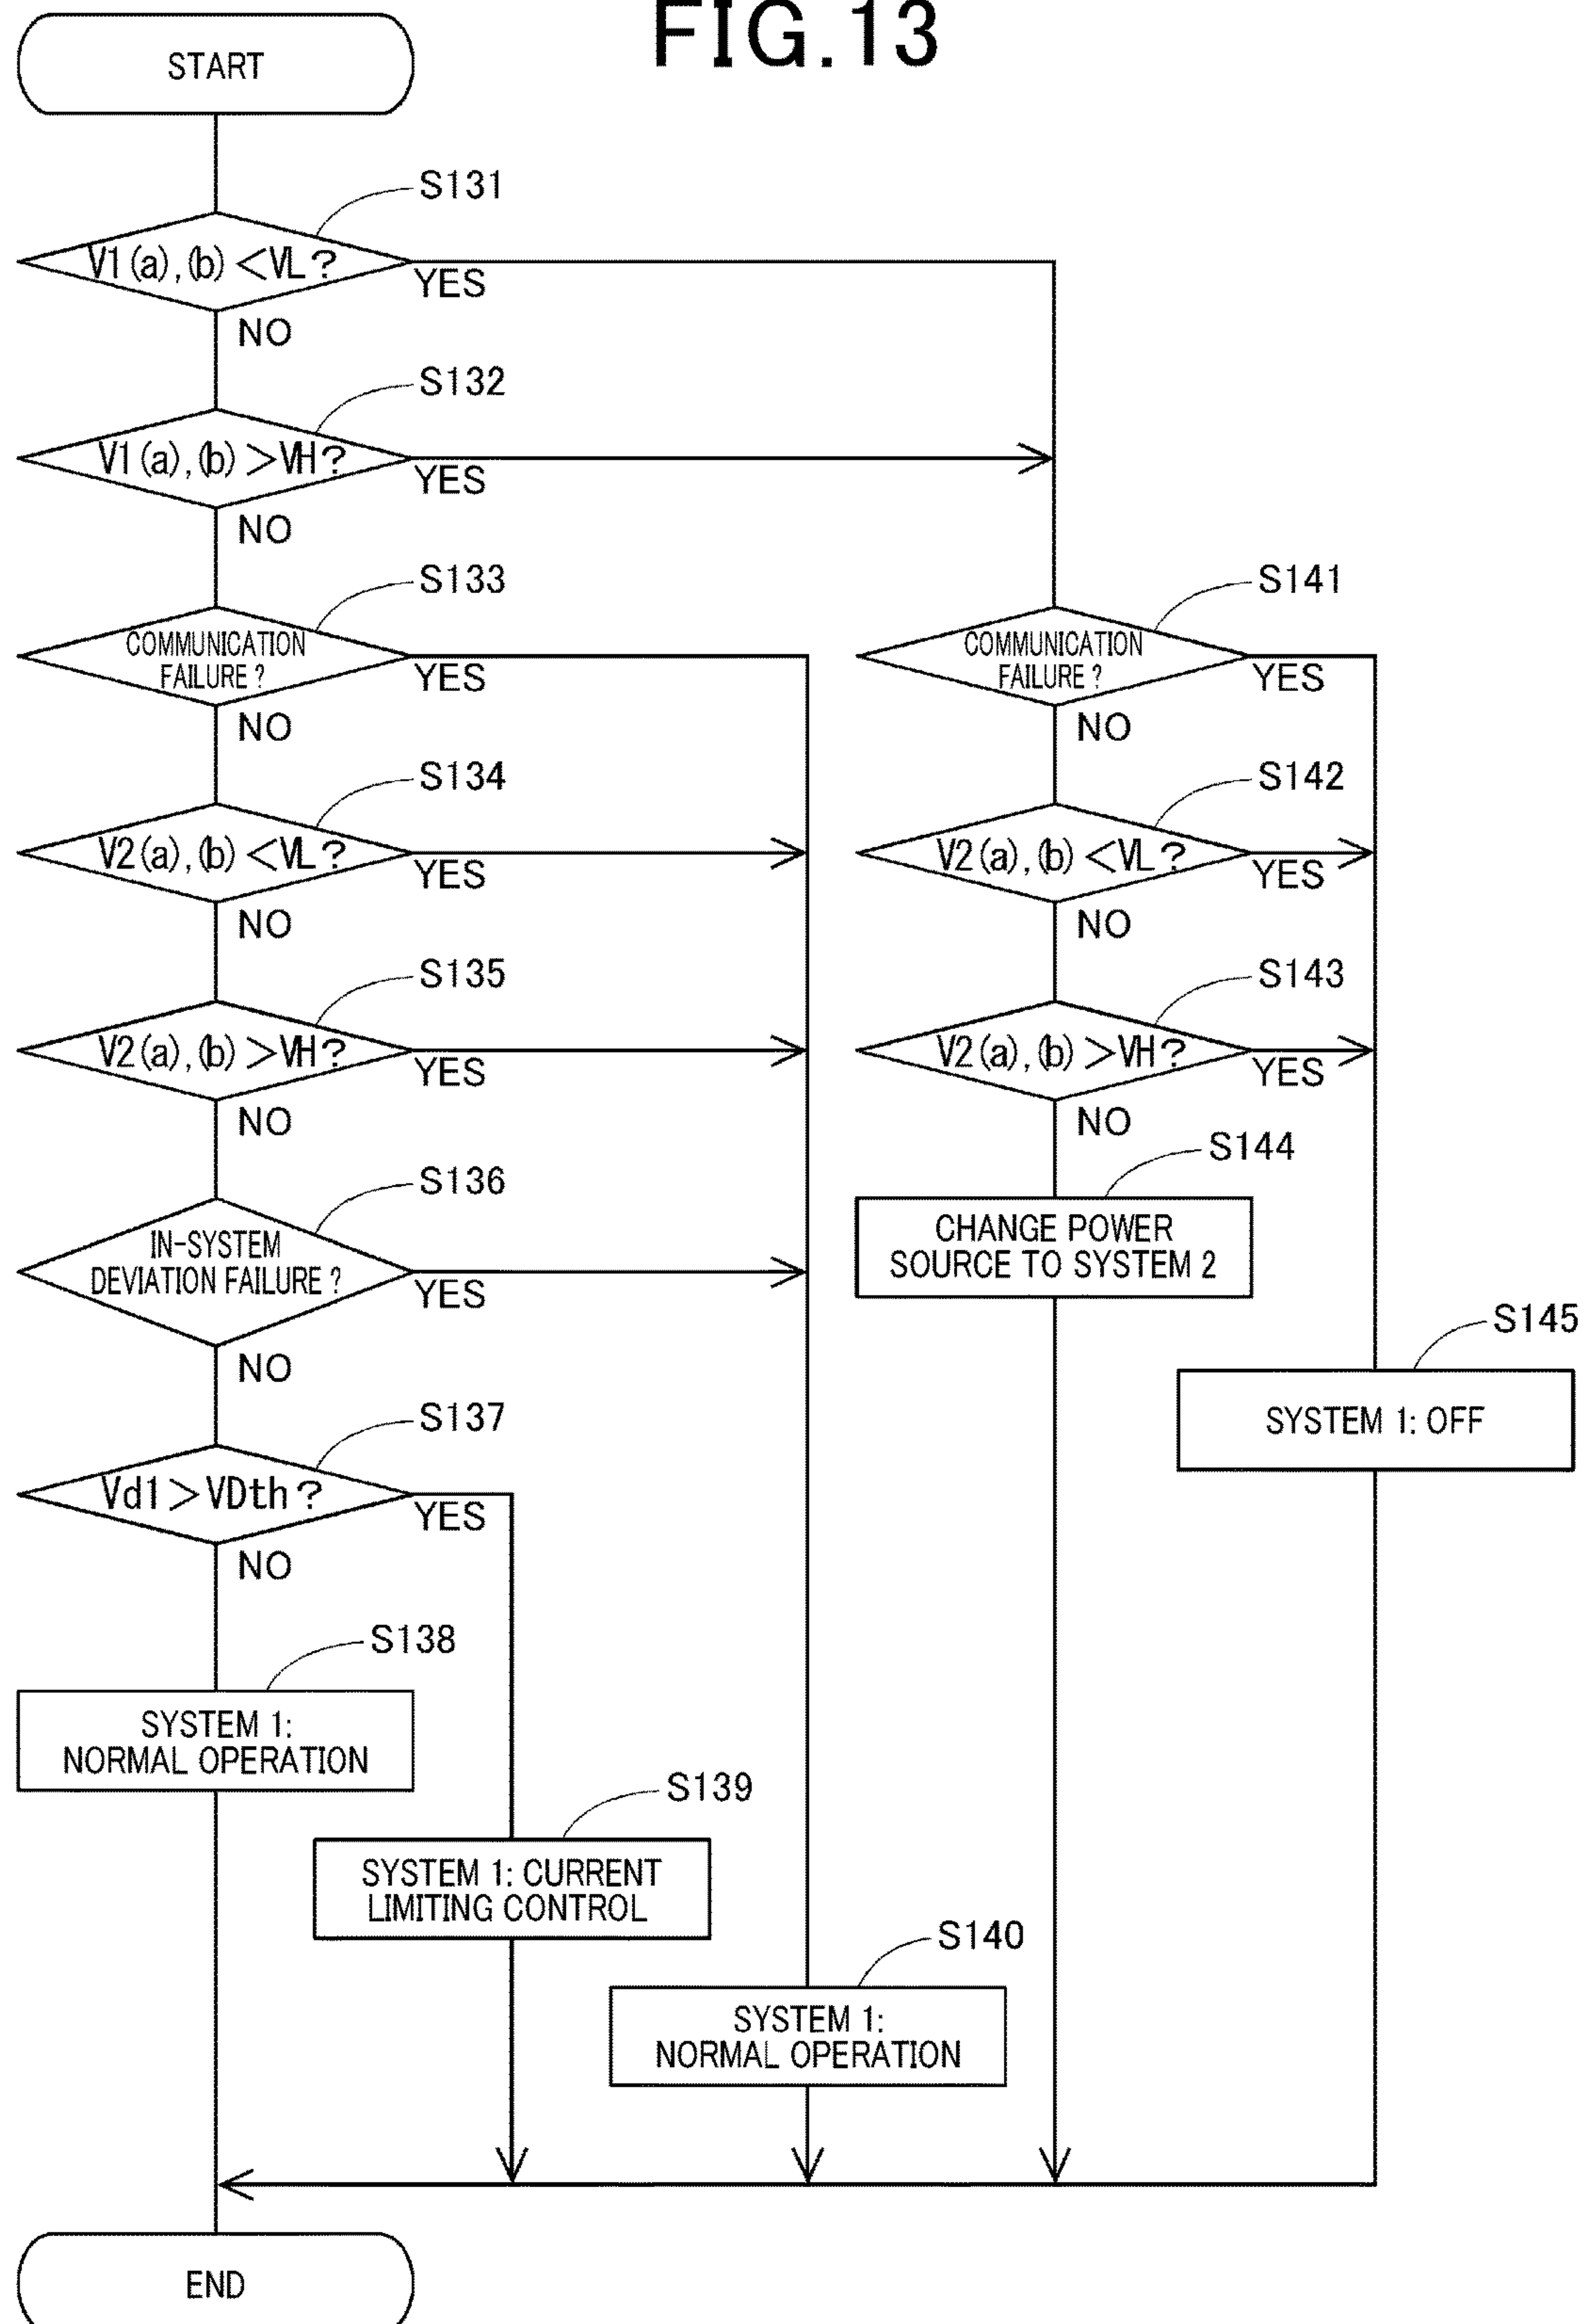 FIG.13
START
S131
V1(a),(b)<VL?
YES
NO
S132
V1(a),(b)>VH?
YES
NO
S133
COMMUNICATION
FAILURE?
YES
NO
S141
COMMUNICATION
FAILURE?
YES
NO
S134
V2(a),(b)<VL?
YES
NO
S142
V2(a),(b)<VL?
YES
NO
S135
V2(a),(b)>VH?
YES
NO
S143
V2(a),(b)>VH?
YES
NO
S144
CHANGE POWER
SOURCE TO SYSTEM 2
S136
IN-SYSTEM
DEVIATION FAILURE?
YES
NO
S145
SYSTEM 1: OFF
S137
Vd1>VDth?
YES
NO
S138
SYSTEM 1:
NORMAL OPERATION
S139
SYSTEM 1: CURRENT
LIMITING CONTROL
S140
SYSTEM 1:
NORMAL OPERATION
END